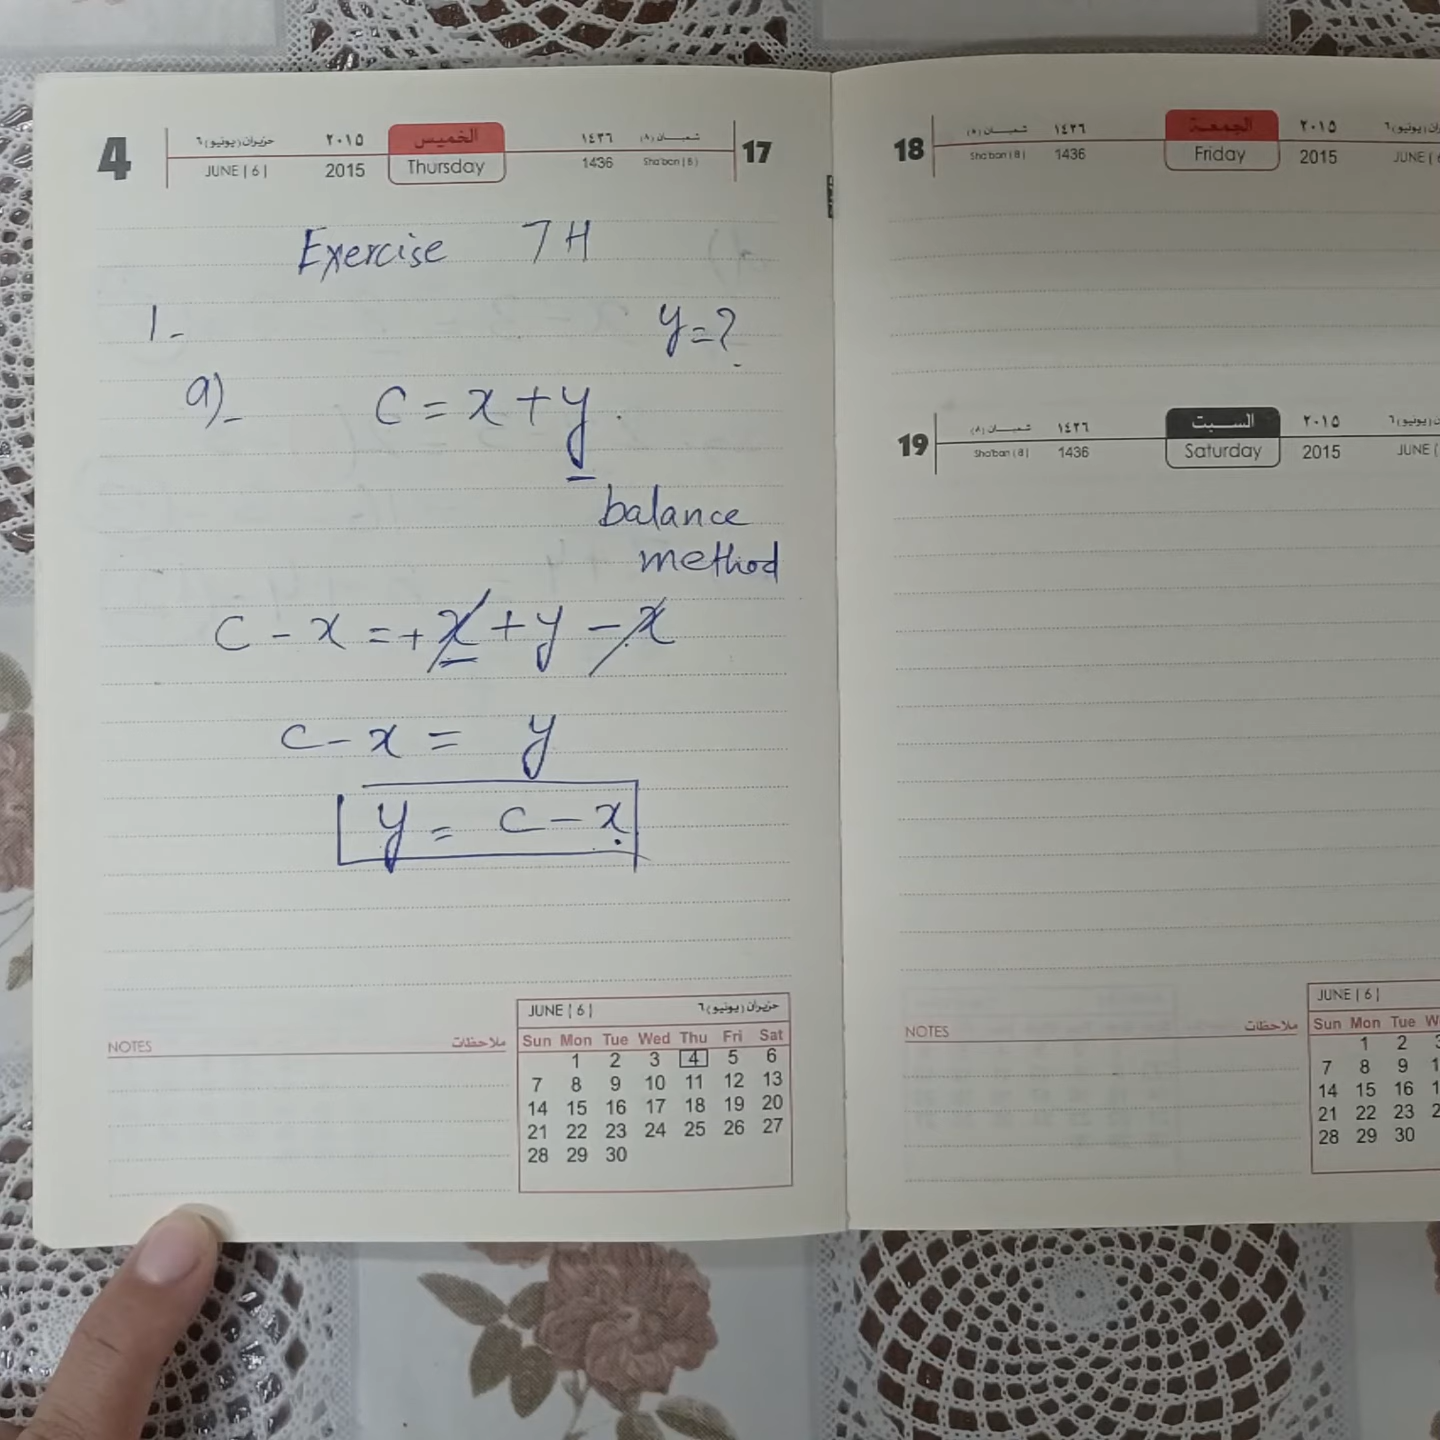 4
حزيران (يونيو) ٦ ٢٠١٥ الخميس ١٤٣٦ شعبان (٨)
JUNE [ 6 ] 2015 Thursday 1436 Sha'ban ( 8 )
17
Exercise 7H
1-
y=?
a)- c = x + y
balance
method
c - x = + x + y - x
c - x = y
y = c - x
NOTES ملاحظات
JUNE [ 6 ] حزيران (يونيو) ٦
Sun Mon Tue Wed Thu Fri Sat
1 2 3 4 5 6
7 8 9 10 11 12 13
14 15 16 17 18 19 20
21 22 23 24 25 26 27
28 29 30
18
شعبان (٨) ١٤٣٦ الجمعة ٢٠١٥
Sha'ban ( 8 ) 1436 Friday 2015 JUNE [
19
شعبان (٨) ١٤٣٦ السبت ٢٠١٥
Sha'ban ( 8 ) 1436 Saturday 2015 JUNE [
NOTES ملاحظات
JUNE [ 6 ]
Sun Mon Tue
1 2
7 8 9
14 15 16
21 22 23
28 29 30